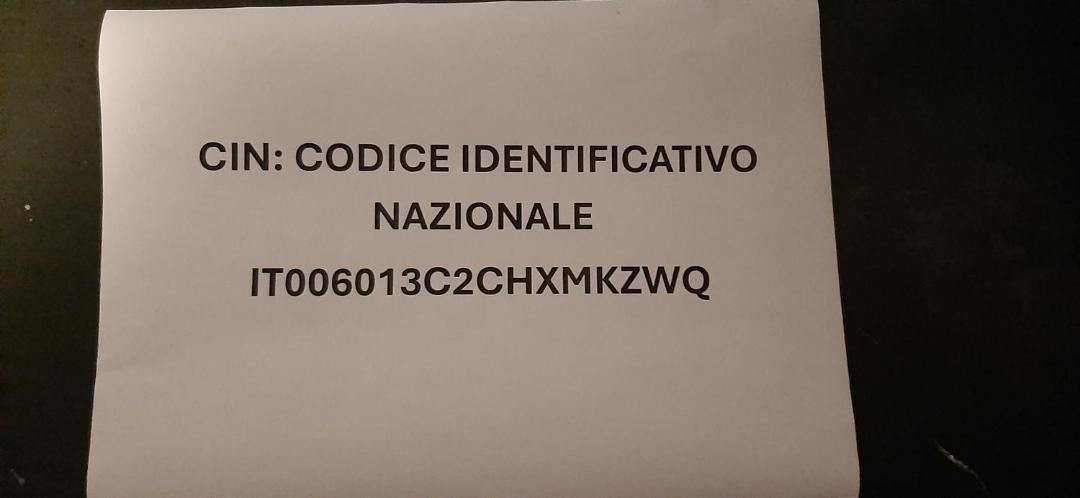 CIN: CODICE IDENTIFICATIVO
NAZIONALE
IT006013C2CHXMKZWQ